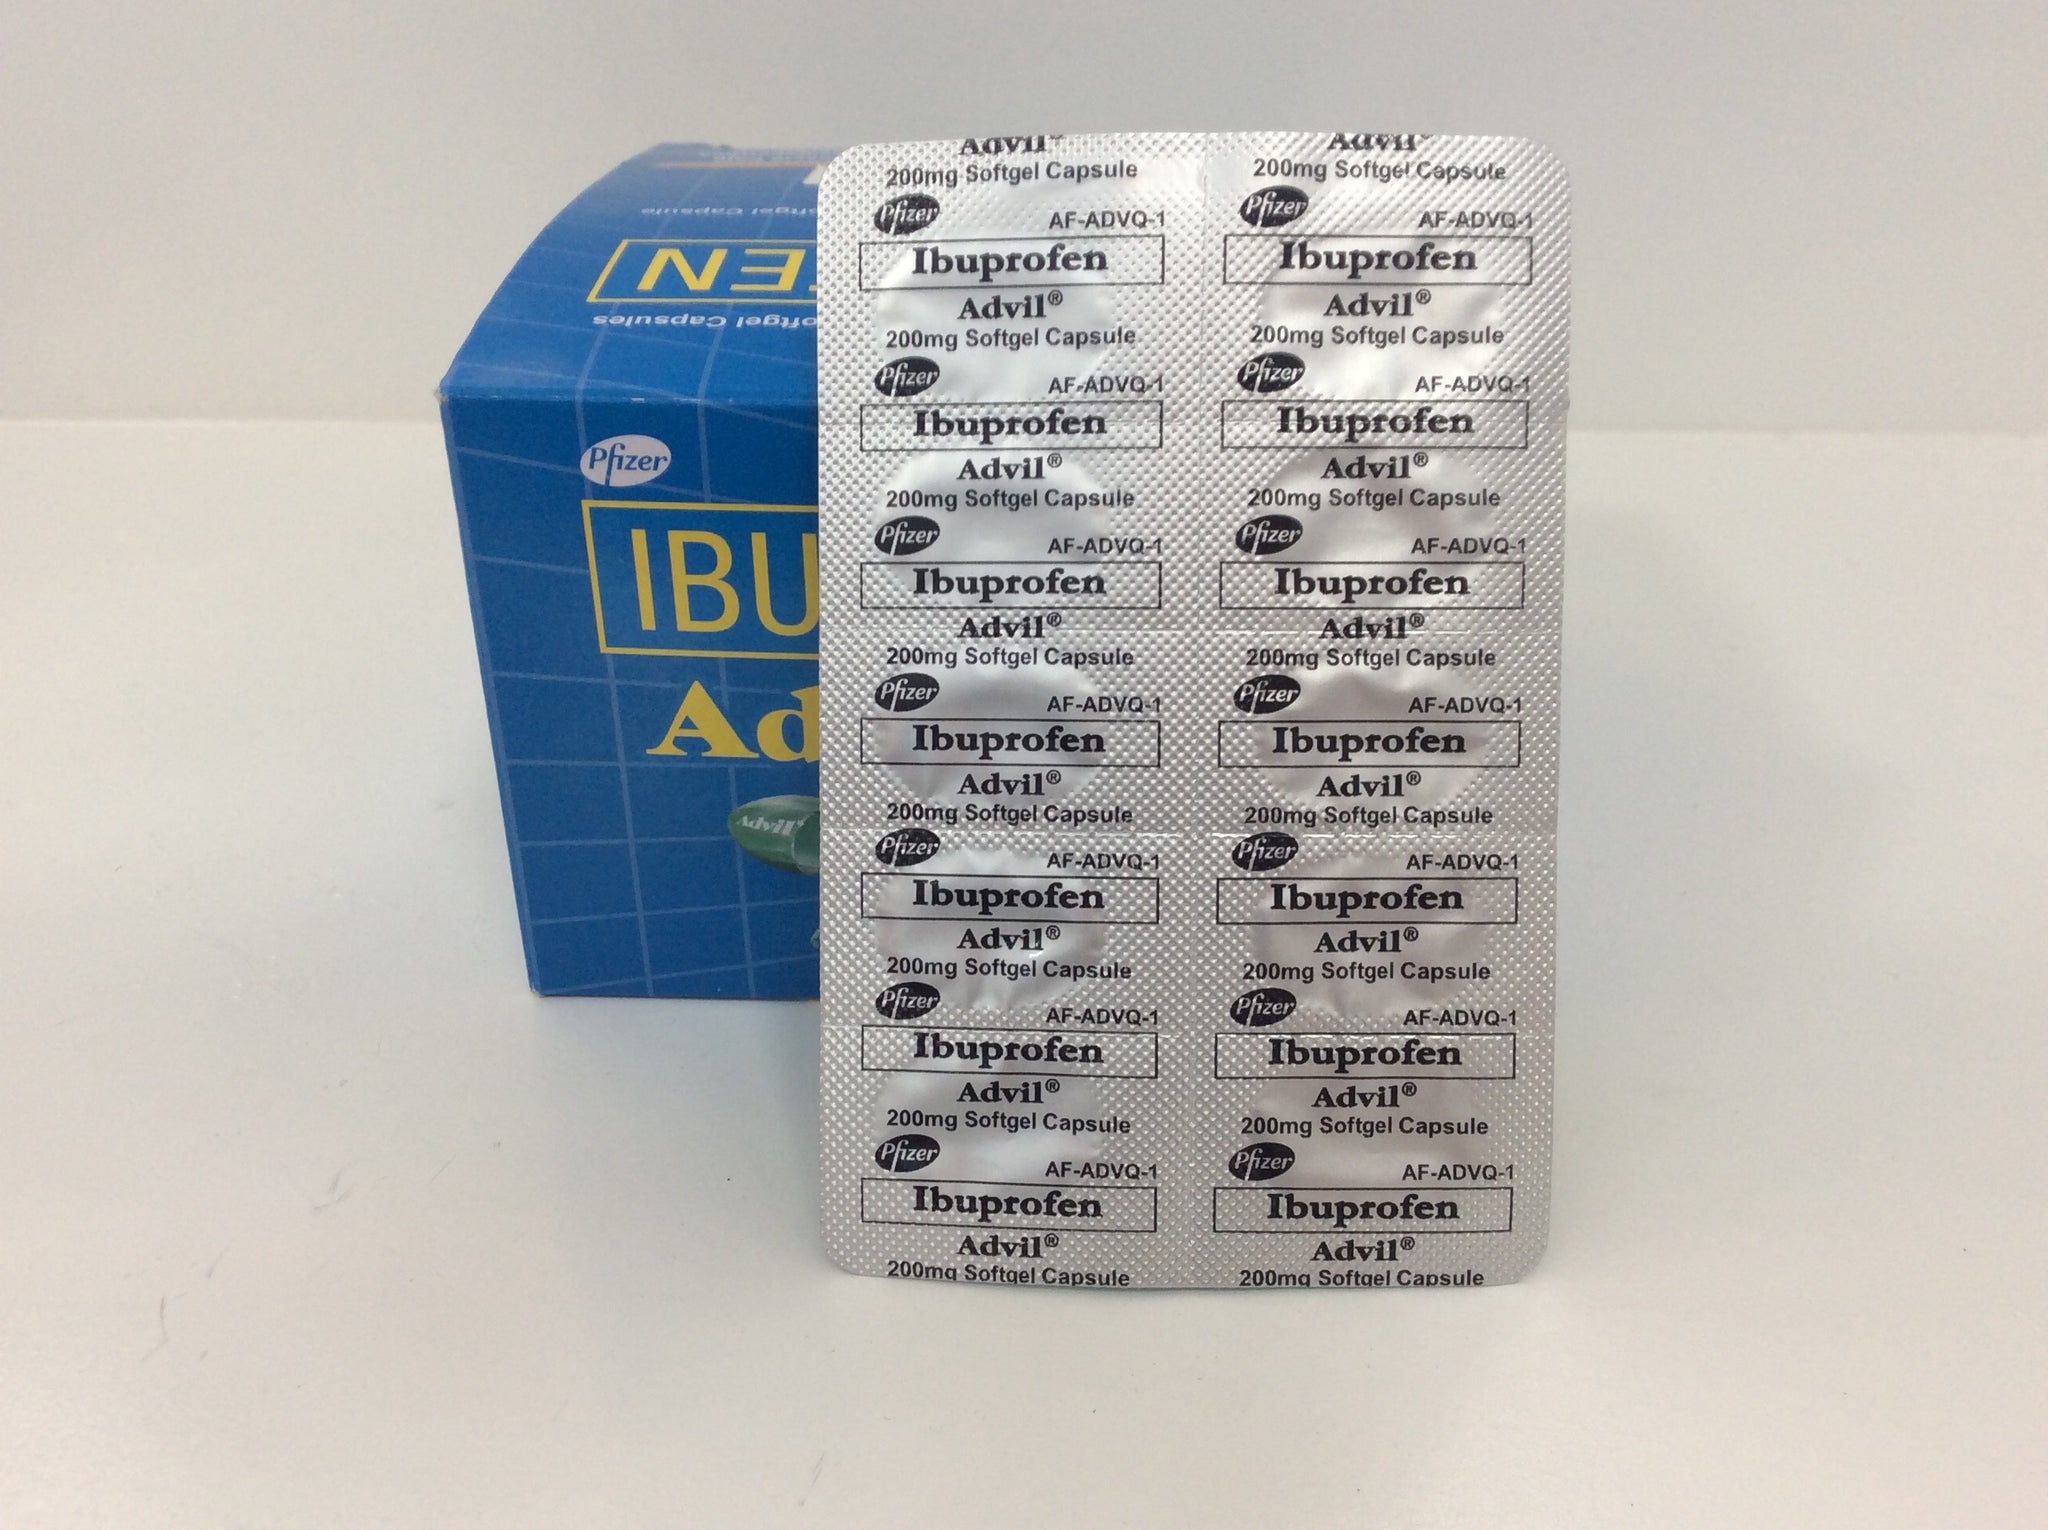 oftgel Capsule
EN
oftgel Capsules
Pfizer
IBU
Ad
Advil
Advil® Advil®
200mg Softgel Capsule 200mg Softgel Capsule
Pfizer AF-ADVQ-1 Pfizer AF-ADVQ-1
Ibuprofen Ibuprofen
Advil® Advil®
200mg Softgel Capsule 200mg Softgel Capsule
Pfizer AF-ADVQ-1 Pfizer AF-ADVQ-1
Ibuprofen Ibuprofen
Advil® Advil®
200mg Softgel Capsule 200mg Softgel Capsule
Pfizer AF-ADVQ-1 Pfizer AF-ADVQ-1
Ibuprofen Ibuprofen
Advil® Advil®
200mg Softgel Capsule 200mg Softgel Capsule
Pfizer AF-ADVQ-1 Pfizer AF-ADVQ-1
Ibuprofen Ibuprofen
Advil® Advil®
200mg Softgel Capsule 200mg Softgel Capsule
Pfizer AF-ADVQ-1 Pfizer AF-ADVQ-1
Ibuprofen Ibuprofen
Advil® Advil®
200mg Softgel Capsule 200mg Softgel Capsule
Pfizer AF-ADVQ-1 Pfizer AF-ADVQ-1
Ibuprofen Ibuprofen
Advil® Advil®
200mg Softgel Capsule 200mg Softgel Capsule
Pfizer AF-ADVQ-1 Pfizer AF-ADVQ-1
Ibuprofen Ibuprofen
Advil® Advil®
200mg Softgel Capsule 200mg Softgel Capsule